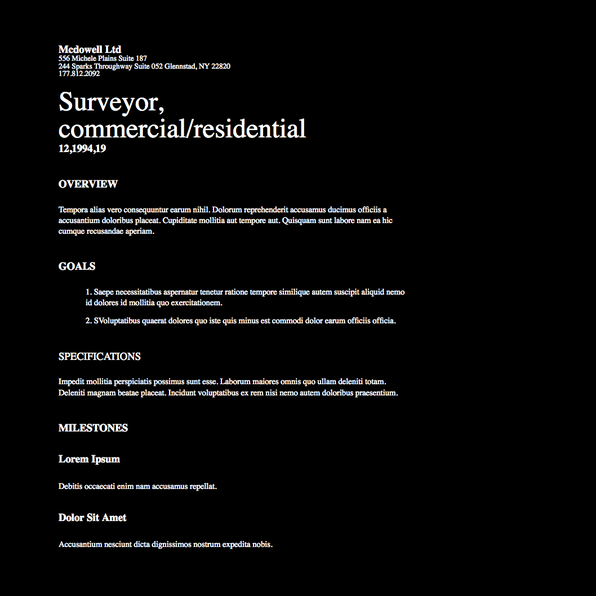 Mcdowell Ltd
556 Michele Plains Suite 187
244 Sparks Throughway Suite 052 Glennstad, NY 22820
177.812.2092
Surveyor,
commercial/residential
12,1994,19
OVERVIEW
Tempora alias vero consequuntur earum nihil. Dolorum reprehenderit accusamus ducimus officiis a
accusantium doloribus placeat. Cupiditate mollitia aut tempore aut. Quisquam sunt labore nam ea hic
cumque recusandae aperiam.
GOALS
1. Saepe necessitatibus aspernatur tenetur ratione tempore similique autem suscipit aliquid nemo
id dolores id mollitia quo exercitationem.
2. SVoluptatibus quaerat dolores quo iste quis minus est commodi dolor earum officiis officia.
SPECIFICATIONS
Impedit mollitia perspiciatis possimus sunt esse. Laborum maiores omnis quo ullam deleniti totam.
Deleniti magnam beatae placeat. Incidunt voluptatibus ex rem nisi nemo autem doloribus praesentium.
MILESTONES
Lorem Ipsum
Debitis occaecati enim nam accusamus repellat.
Dolor Sit Amet
Accusantium nesciunt dicta dignissimos nostrum expedita nobis.